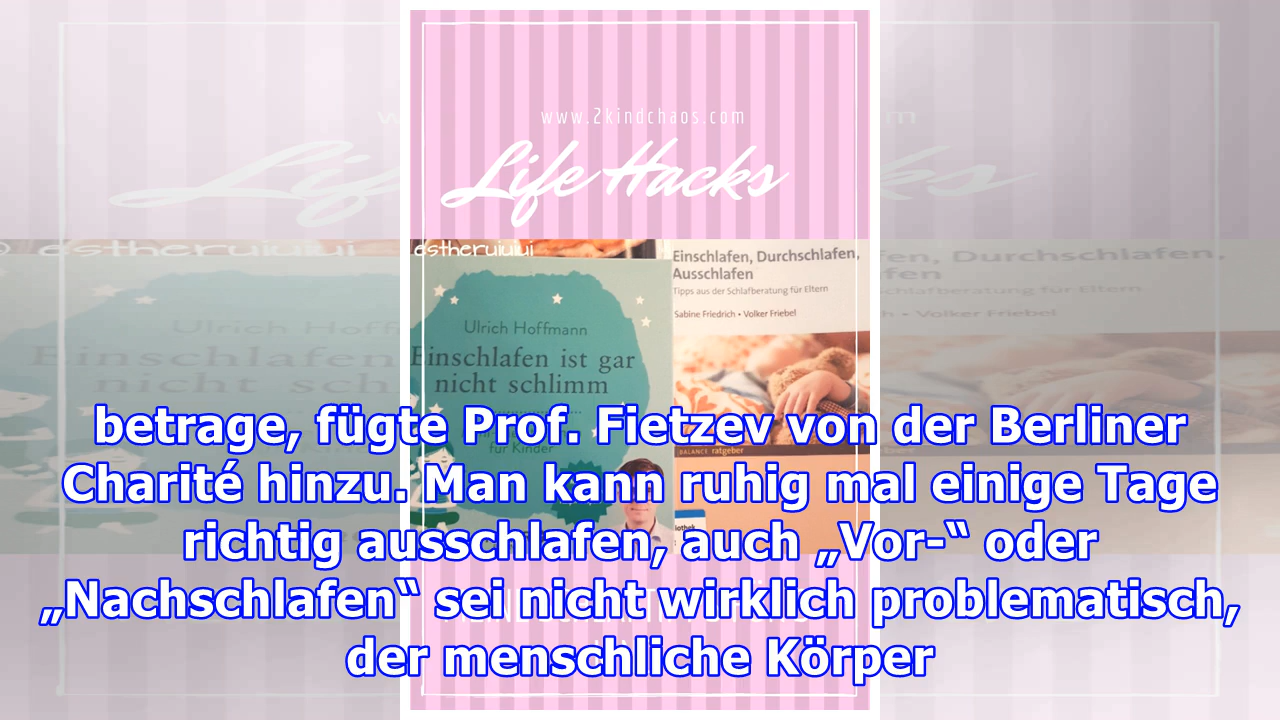 www.2kindchaos.com
Life Hacks
estheruiuiui
Einschlafen, Durchschlafen,
Ausschlafen
Tipps aus der Schlafberatung für Eltern
Sabine Friedrich • Volker Friebel
Ulrich Hoffmann
Einschlafen ist gar
nicht schlimm
für Kinder
BALANCE ratgeber
betrage, fügte Prof. Fietzev von der Berliner
Charité hinzu. Man kann ruhig mal einige Tage
richtig ausschlafen, auch „Vor-“ oder
„Nachschlafen“ sei nicht wirklich problematisch,
der menschliche Körper